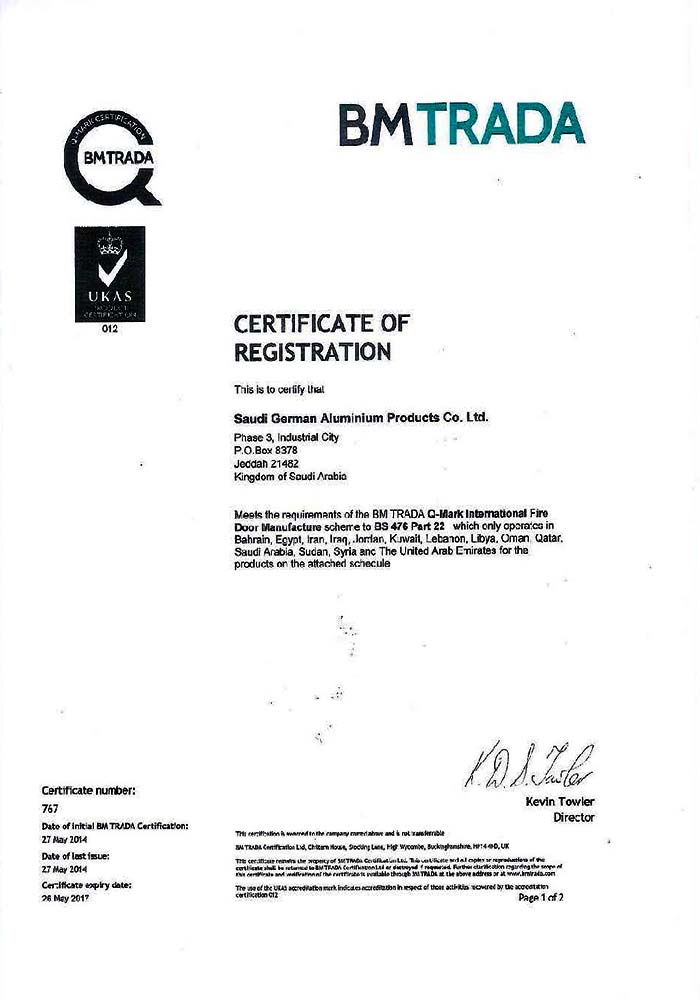 BMTRADA
Q-MARK CERTIFICATION
BMTRADA
UKAS
PRODUCT
CERTIFICATION
012
CERTIFICATE OF
REGISTRATION
This is to certify that
Saudi German Aluminium Products Co. Ltd.
Phase 3, Industrial City
P.O.Box 8378
Jeddah 21482
Kingdom of Saudi Arabia
Meets the requirements of the BM TRADA Q-Mark International Fire
Door Manufacture scheme to BS 476 Part 22 which only operates in
Bahrain, Egypt, Iran, Iraq, Jordan, Kuwait, Lebanon, Libya, Oman, Qatar,
Saudi Arabia, Sudan, Syria and The United Arab Emirates for the
products on the attached schedule
K. D. S. Towler
Kevin Towler
Director
Certificate number:
767
Date of initial BM TRADA Certification:
27 May 2014
Date of last issue:
27 May 2014
Certificate expiry date:
26 May 2017
This certification is awarded to the company named above and is not transferrable
BM TRADA Certification Ltd, Chiltern House, Stocking Lane, High Wycombe, Buckinghamshire, HP14 4ND, UK
This certificate remains the property of BM TRADA Certification Ltd. This certificate and all copies or reproductions of the
certificate shall be returned to BM TRADA Certification Ltd or destroyed if requested. Further clarification regarding the scope of
this certificate and verification of the certificate is available through BM TRADA at the above address or at www.bmtrada.com
The use of the UKAS accreditation mark indicates accreditation in respect of those activities covered by the accreditation
certification 012
Page 1 of 2